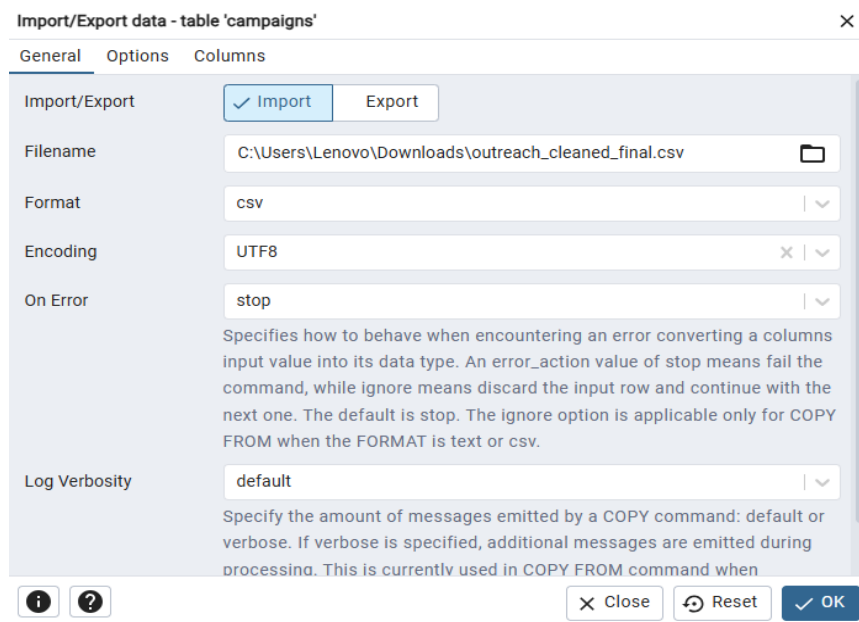 Import/Export data - table 'campaigns'
General Options Columns
Import/Export Import Export
Filename C:\Users\Lenovo\Downloads\outreach_cleaned_final.csv
Format csv
Encoding UTF8
On Error stop
Specifies how to behave when encountering an error converting a columns
input value into its data type. An error_action value of stop means fail the
command, while ignore means discard the input row and continue with the
next one. The default is stop. The ignore option is applicable only for COPY
FROM when the FORMAT is text or csv.
Log Verbosity default
Specify the amount of messages emitted by a COPY command: default or
verbose. If verbose is specified, additional messages are emitted during
processing. This is currently used in COPY FROM command when
Close Reset OK